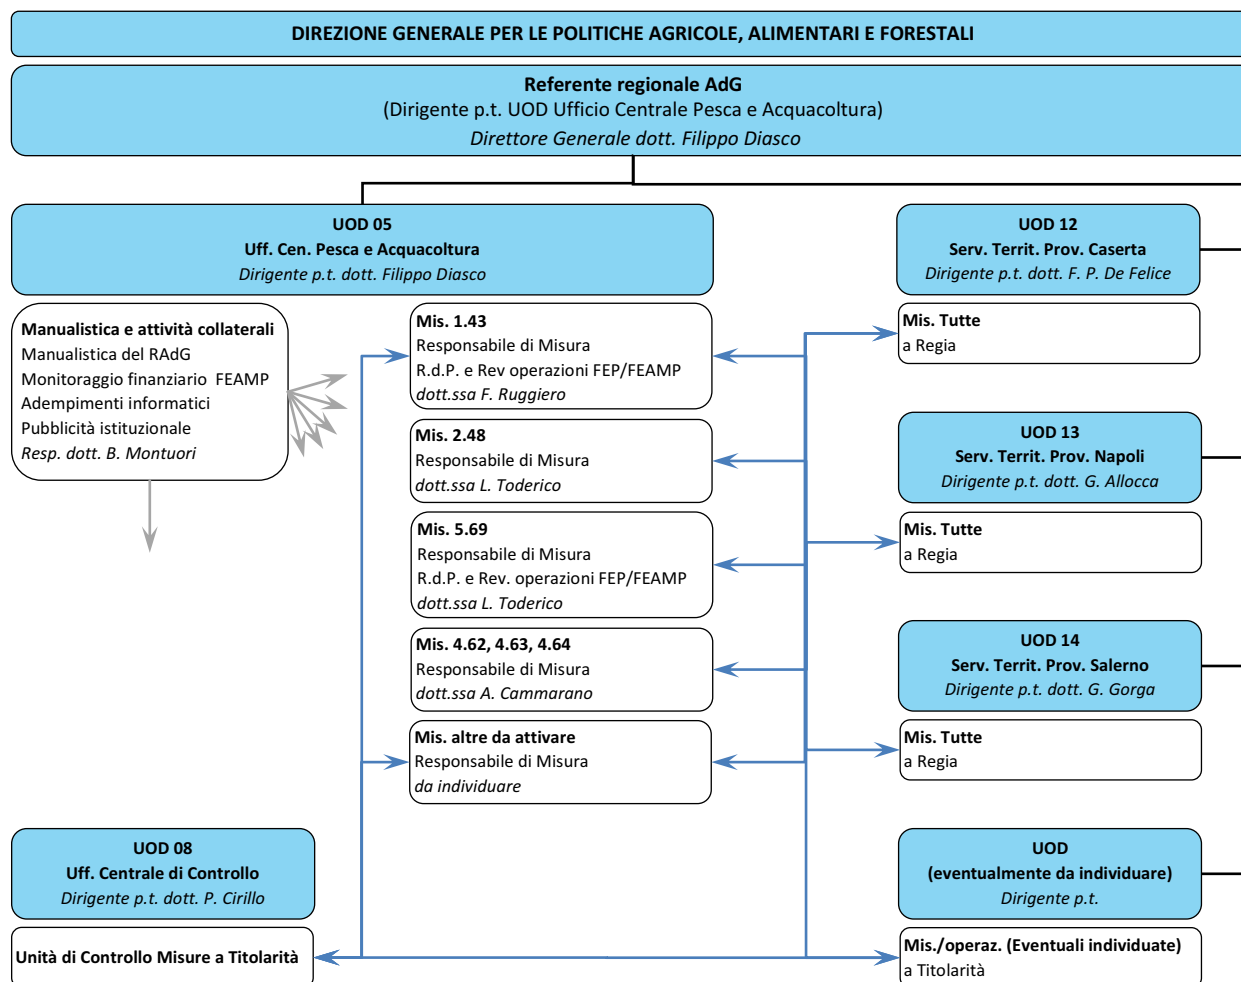 DIREZIONE GENERALE PER LE POLITICHE AGRICOLE, ALIMENTARI E FORESTALI
Referente regionale AdG
(Dirigente p.t. UOD Ufficio Centrale Pesca e Acquacoltura)
Direttore Generale dott. Filippo Diasco
UOD 05
Uff. Cen. Pesca e Acquacoltura
Dirigente p.t. dott. Filippo Diasco
Manualistica e attività collaterali
Manualistica del RAdG
Monitoraggio finanziario FEAMP
Adempimenti informatici
Pubblicità istituzionale
Resp. dott. B. Montuori
Mis. 1.43
Responsabile di Misura
R.d.P. e Rev operazioni FEP/FEAMP
dott.ssa F. Ruggiero
Mis. 2.48
Responsabile di Misura
dott.ssa L. Toderico
Mis. 5.69
Responsabile di Misura
R.d.P. e Rev. operazioni FEP/FEAMP
dott.ssa L. Toderico
Mis. 4.62, 4.63, 4.64
Responsabile di Misura
dott.ssa A. Cammarano
Mis. altre da attivare
Responsabile di Misura
da individuare
UOD 08
Uff. Centrale di Controllo
Dirigente p.t. dott. P. Cirillo
Unità di Controllo Misure a Titolarità
UOD 12
Serv. Territ. Prov. Caserta
Dirigente p.t. dott. F. P. De Felice
Mis. Tutte
a Regia
UOD 13
Serv. Territ. Prov. Napoli
Dirigente p.t. dott. G. Allocca
Mis. Tutte
a Regia
UOD 14
Serv. Territ. Prov. Salerno
Dirigente p.t. dott. G. Gorga
Mis. Tutte
a Regia
UOD
(eventualmente da individuare)
Dirigente p.t.
Mis./operaz. (Eventuali individuate)
a Titolarità